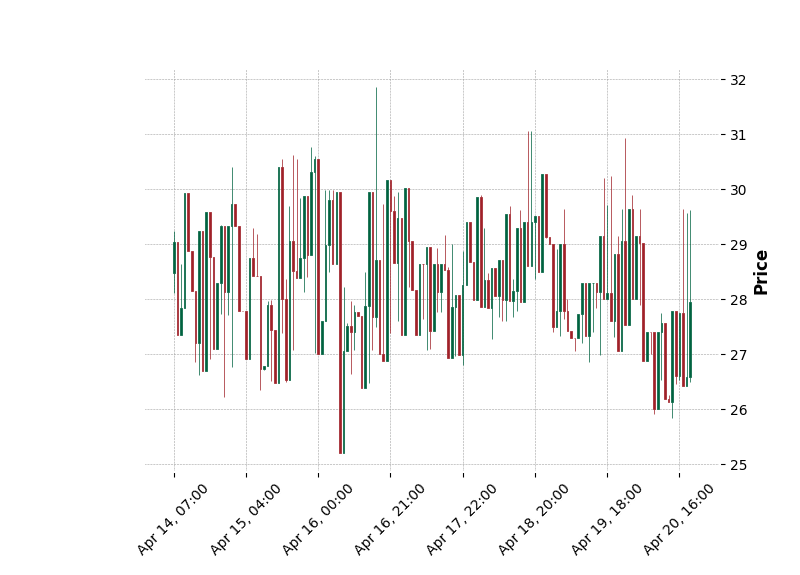 32
31
30
29
28
27
26
25
Price
Apr 14, 07:00
Apr 15, 04:00
Apr 16, 00:00
Apr 16, 21:00
Apr 17, 22:00
Apr 18, 20:00
Apr 19, 18:00
Apr 20, 16:00